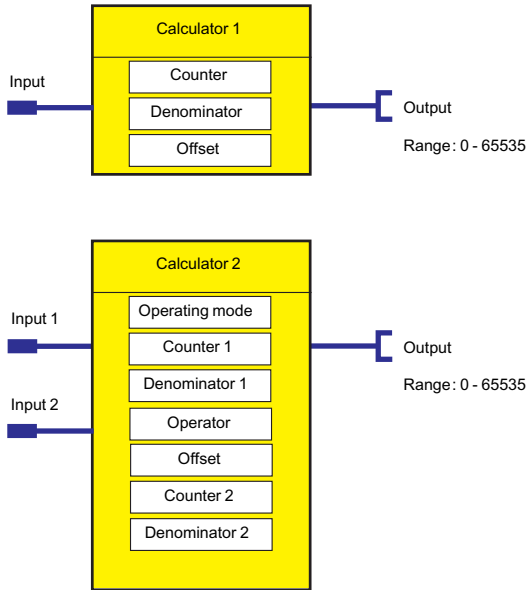 Calculator 1
Input
Counter
Denominator
Offset
Output
Range: 0 - 65535
Calculator 2
Operating mode
Input 1
Counter 1
Output
Denominator 1
Range: 0 - 65535
Input 2
Operator
Offset
Counter 2
Denominator 2